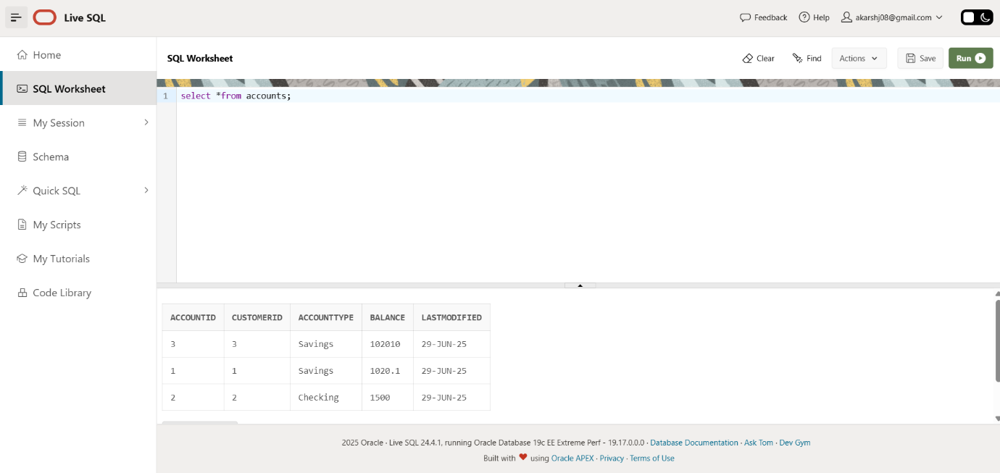 Live SQL
Feedback
Help
akarshj08@gmail.com
Home
SQL Worksheet
My Session
Schema
Quick SQL
My Scripts
My Tutorials
Code Library
SQL Worksheet
Clear
Find
Actions
Save
Run
1 select *from accounts;
ACCOUNTID CUSTOMERID ACCOUNTTYPE BALANCE LASTMODIFIED
3 3 Savings 102010 29-JUN-25
1 1 Savings 1020.1 29-JUN-25
2 2 Checking 1500 29-JUN-25
2025 Oracle · Live SQL 24.4.1, running Oracle Database 19c EE Extreme Perf - 19.17.0.0.0 · Database Documentation · Ask Tom · Dev Gym
Built with ❤ using Oracle APEX · Privacy · Terms of Use